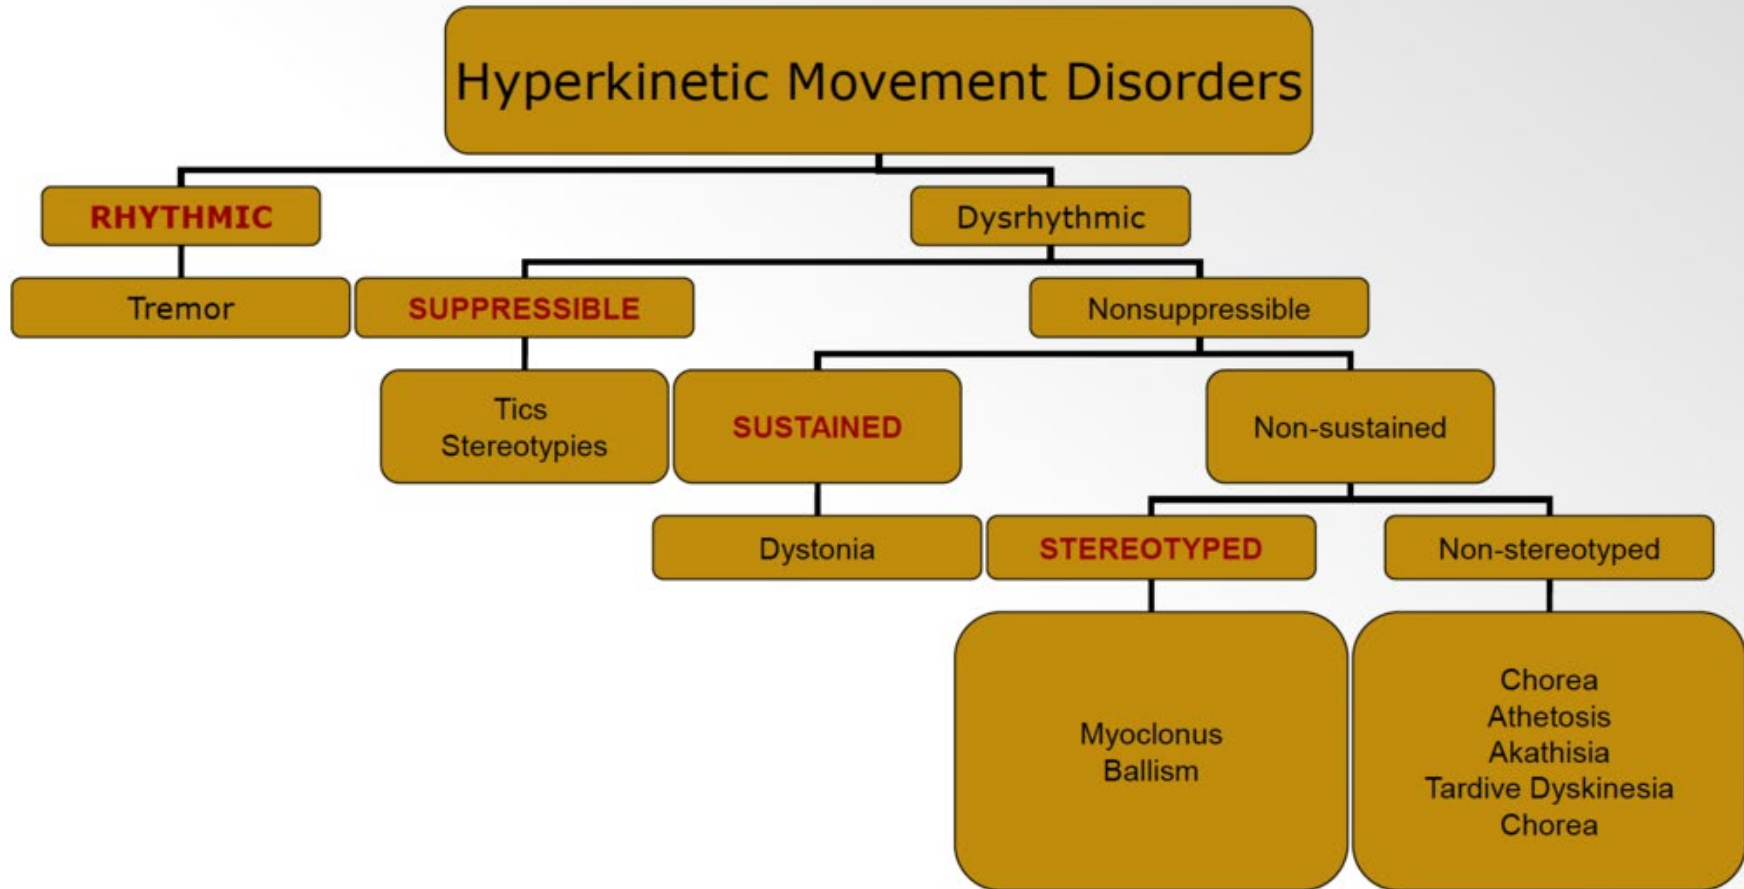 Hyperkinetic Movement Disorders
RHYTHMIC
Dysrhythmic
Tremor
SUPPRESSIBLE
Nonsuppressible
Tics
Stereotypies
SUSTAINED
Non-sustained
Dystonia
STEREOTYPED
Non-stereotyped
Myoclonus
Ballism
Chorea
Athetosis
Akathisia
Tardive Dyskinesia
Chorea